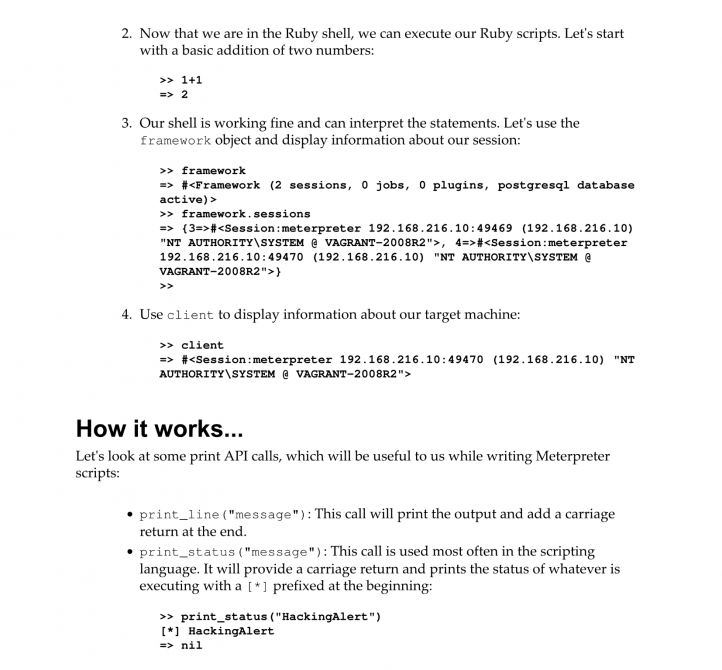 2. Now that we are in the Ruby shell, we can execute our Ruby scripts. Let's start
with a basic addition of two numbers:
>> 1+1
=> 2
3. Our shell is working fine and can interpret the statements. Let's use the
framework object and display information about our session:
>> framework
=> #<Framework (2 sessions, 0 jobs, 0 plugins, postgresql database
active)>
>> framework.sessions
=> {3=>#<Session:meterpreter 192.168.216.10:49469 (192.168.216.10)
"NT AUTHORITY\SYSTEM @ VAGRANT-2008R2">, 4=>#<Session:meterpreter
192.168.216.10:49470 (192.168.216.10) "NT AUTHORITY\SYSTEM @
VAGRANT-2008R2">}
>>
4. Use client to display information about our target machine:
>> client
=> #<Session:meterpreter 192.168.216.10:49470 (192.168.216.10) "NT
AUTHORITY\SYSTEM @ VAGRANT-2008R2">
How it works...
Let's look at some print API calls, which will be useful to us while writing Meterpreter
scripts:
• print_line("message"): This call will print the output and add a carriage
return at the end.
• print_status("message"): This call is used most often in the scripting
language. It will provide a carriage return and prints the status of whatever is
executing with a [*] prefixed at the beginning:
>> print_status("HackingAlert")
[*] HackingAlert
=> nil